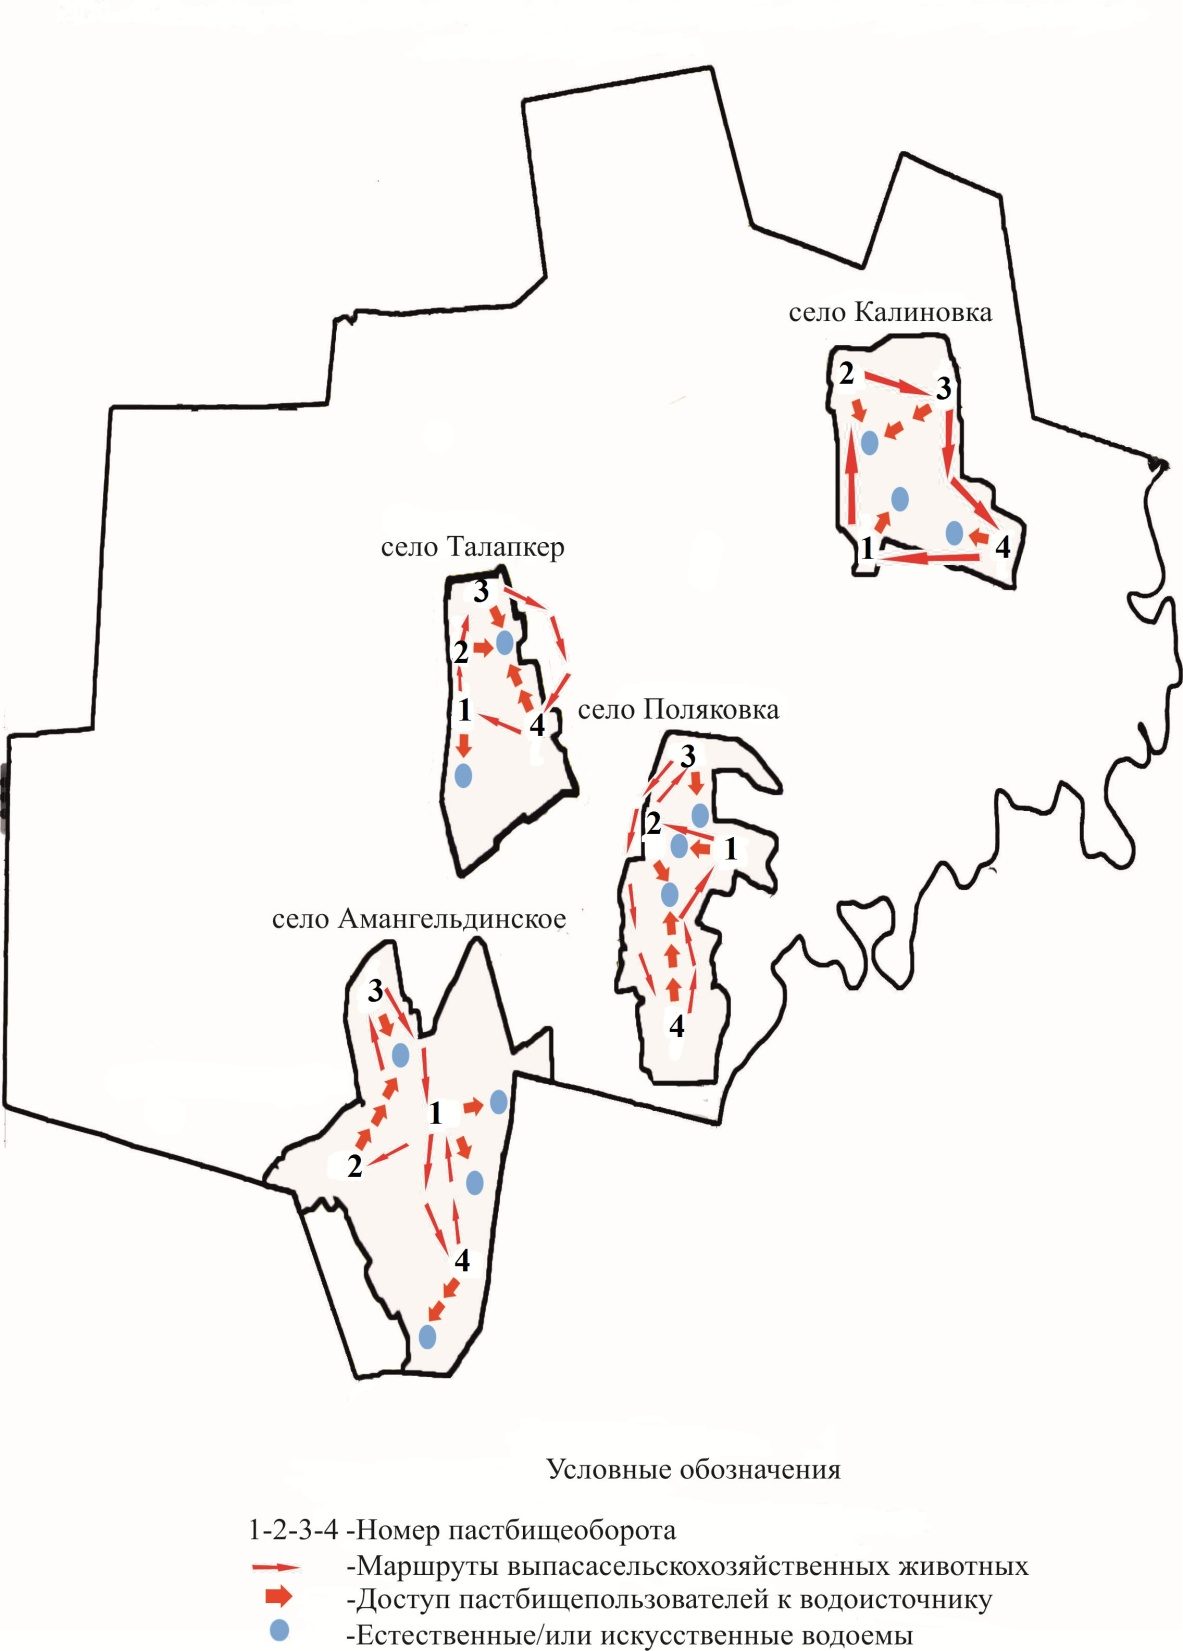 село Калиновка
2
3
1
4
село Талапкер
3
2
1
4
село Поляковка
3
2
1
4
село Амангельдинское
3
1
2
4
Условные обозначения
1-2-3-4 -Номер пастбищеоборота
-Маршруты выпасасельскохозяйственных животных
-Доступ пастбищепользователей к водоисточнику
-Естественные/или искусственные водоемы